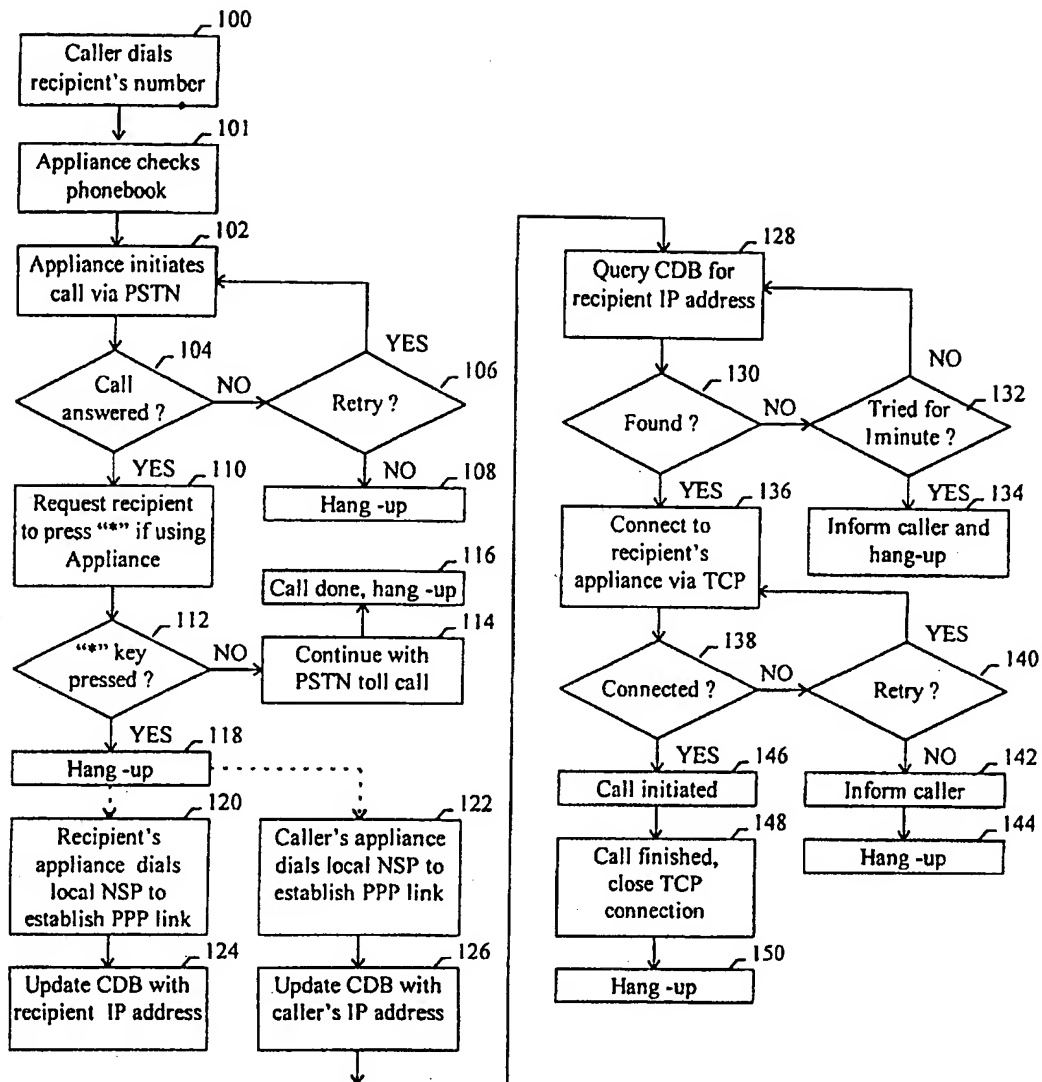 100
Caller dials
recipient's number
101
Appliance checks
phonebook
102
Appliance initiates
call via PSTN
104
Call
answered ?
NO
YES
106
Retry ?
YES
NO
108
Hang -up
110
Request recipient
to press “*” if using
Appliance
112
“*” key
pressed ?
NO
114
Continue with
PSTN toll call
116
Call done, hang -up
YES
118
Hang -up
120
Recipient's
appliance dials
local NSP to
establish PPP link
122
Caller's appliance
dials local NSP to
establish PPP link
124
Update CDB with
recipient IP address
126
Update CDB with
caller's IP address
128
Query CDB for
recipient IP address
130
Found ?
NO
YES
132
Tried for
1minute ?
NO
YES
134
Inform caller and
hang-up
136
Connect to
recipient's
appliance via TCP
138
Connected ?
NO
YES
140
Retry ?
YES
NO
142
Inform caller
144
Hang -up
146
Call initiated
148
Call finished,
close TCP
connection
150
Hang -up